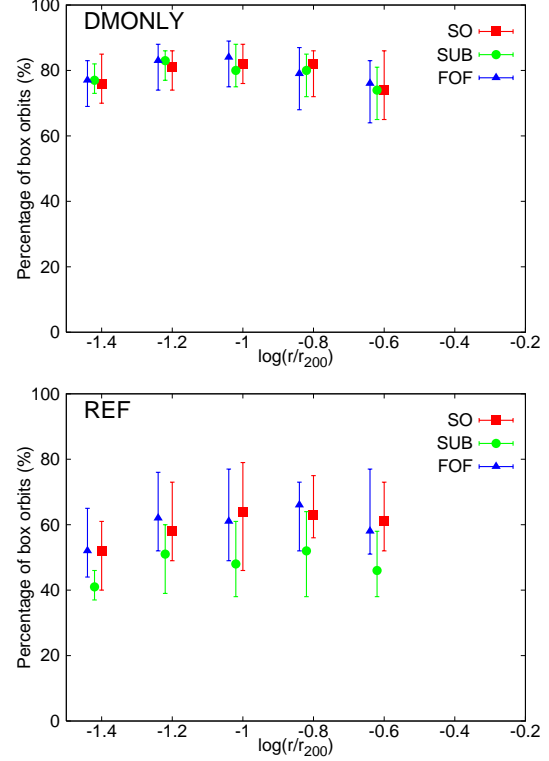 DMONLY
SO
SUB
FOF
Percentage of box orbits (%)
100
80
60
40
20
0
-1.4 -1.2 -1 -0.8 -0.6 -0.4 -0.2
log(r/r200)
REF
SO
SUB
FOF
Percentage of box orbits (%)
100
80
60
40
20
0
-1.4 -1.2 -1 -0.8 -0.6 -0.4 -0.2
log(r/r200)